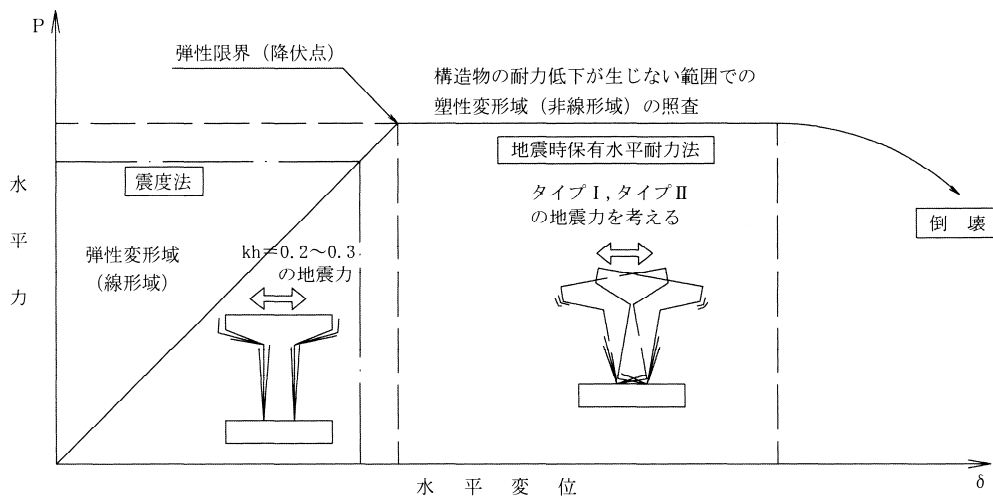 P
弾性限界（降伏点）
構造物の耐力低下が生じない範囲での
塑性変形域（非線形域）の照査
地震時保有水平耐力法
震度法
タイプⅠ，タイプⅡ
の地震力を考える
倒　壊
水平力
弾性変形域
（線形域）
kh＝0.2～0.3
の地震力
水　平　変　位
δ